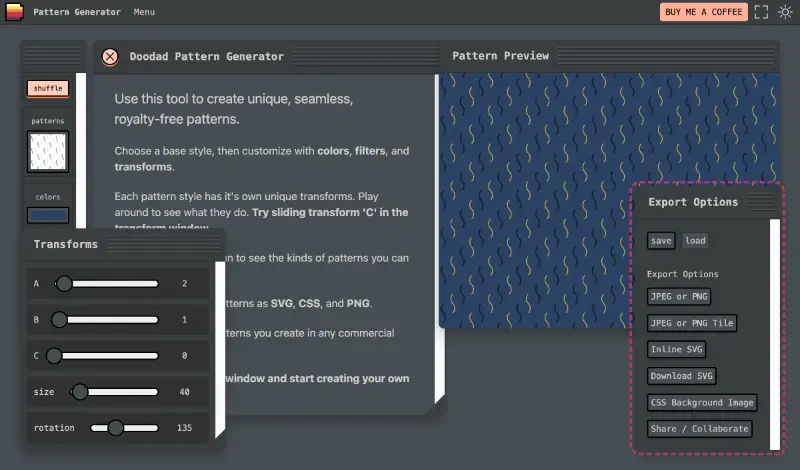 Pattern Generator Menu BUY ME A COFFEE
Doodad Pattern Generator
Pattern Preview
shuffle
patterns
colors
Use this tool to create unique, seamless,
royalty-free patterns.
Choose a base style, then customize with colors, filters, and
transforms.
Each pattern style has it's own unique transforms. Play
around to see what they do. Try sliding transform 'C' in the
transform window.
to see the kinds of patterns you can
as SVG, CSS, and PNG.
you create in any commercial
window and start creating your own
Transforms
A 2
B 1
C 0
size 40
rotation 135
Export Options
save load
Export Options
JPEG or PNG
JPEG or PNG Tile
Inline SVG
Download SVG
CSS Background Image
Share / Collaborate